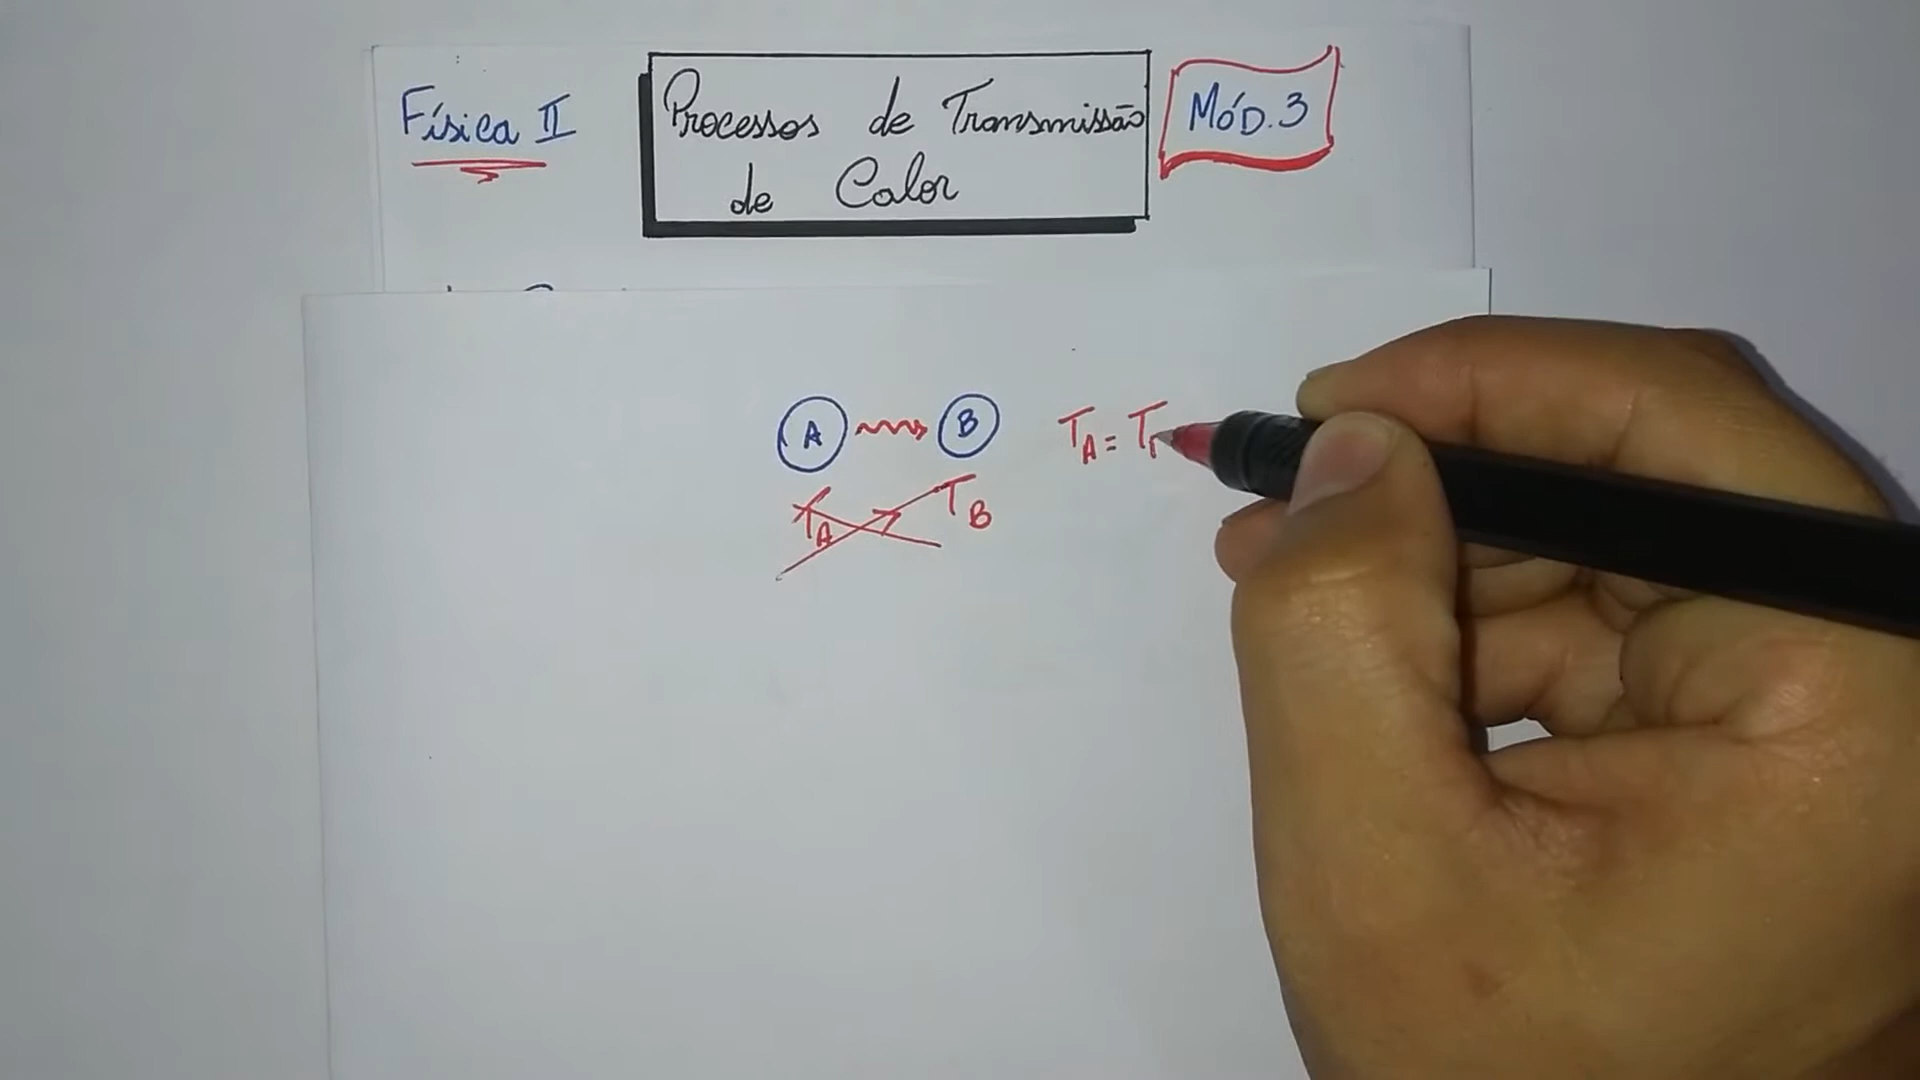 Física II
Processos de Transmissão
de Calor
MóD.3
A B
TA TB
TA = T